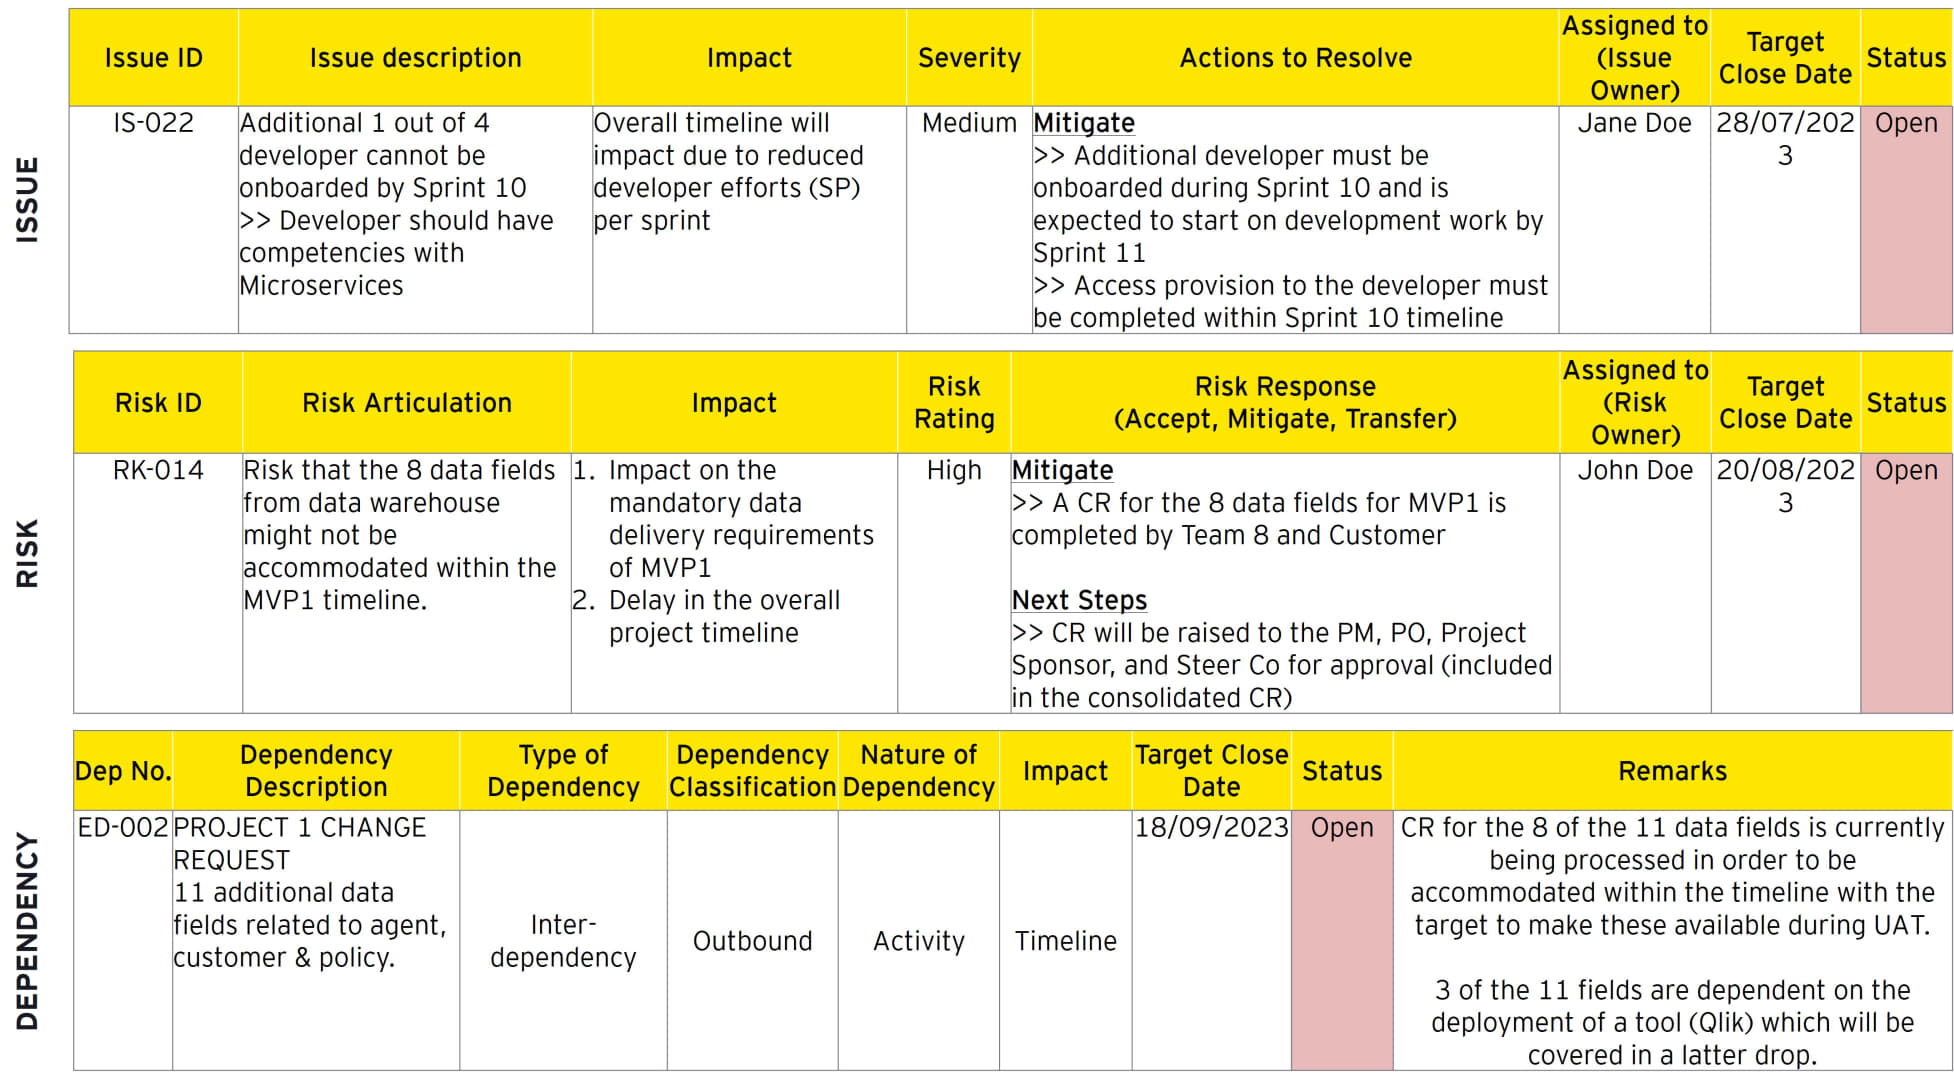 ISSUE
Issue ID
Issue description
Impact
Severity
Actions to Resolve
Assigned to
(Issue
Owner)
Target
Close Date
Status
IS-022
Additional 1 out of 4
developer cannot be
onboarded by Sprint 10
>> Developer should have
competencies with
Microservices
Overall timeline will
impact due to reduced
developer efforts (SP)
per sprint
Medium
Mitigate
>> Additional developer must be
onboarded during Sprint 10 and is
expected to start on development work by
Sprint 11
>> Access provision to the developer must
be completed within Sprint 10 timeline
Jane Doe
28/07/202
3
Open
RISK
Risk ID
Risk Articulation
Impact
Risk
Rating
Risk Response
(Accept, Mitigate, Transfer)
Assigned to
(Risk
Owner)
Target
Close Date
Status
RK-014
Risk that the 8 data fields
from data warehouse
might not be
accommodated within the
MVP1 timeline.
1. Impact on the
mandatory data
delivery requirements
of MVP1
2. Delay in the overall
project timeline
High
Mitigate
>> A CR for the 8 data fields for MVP1 is
completed by Team 8 and Customer
Next Steps
>> CR will be raised to the PM, PO, Project
Sponsor, and Steer Co for approval (included
in the consolidated CR)
John Doe
20/08/202
3
Open
DEPENDENCY
Dep No.
Dependency
Description
Type of
Dependency
Dependency
Classification
Nature of
Dependency
Impact
Target Close
Date
Status
Remarks
ED-002
PROJECT 1 CHANGE
REQUEST
11 additional data
fields related to agent,
customer & policy.
Inter-
dependency
Outbound
Activity
Timeline
18/09/2023
Open
CR for the 8 of the 11 data fields is currently
being processed in order to be
accommodated within the timeline with the
target to make these available during UAT.
3 of the 11 fields are dependent on the
deployment of a tool (Qlik) which will be
covered in a latter drop.